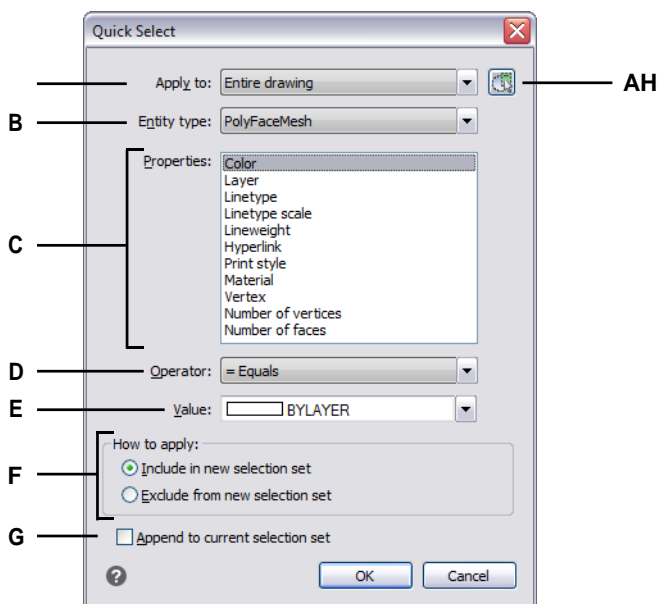 Quick Select
Apply to: Entire drawing AH
B Entity type: PolyFaceMesh
C Properties: Color
Layer
Linetype
Linetype scale
Lineweight
Hyperlink
Print style
Material
Vertex
Number of vertices
Number of faces
D Operator: = Equals
E Value: BYLAYER
F How to apply:
Include in new selection set
Exclude from new selection set
G Append to current selection set
? OK Cancel